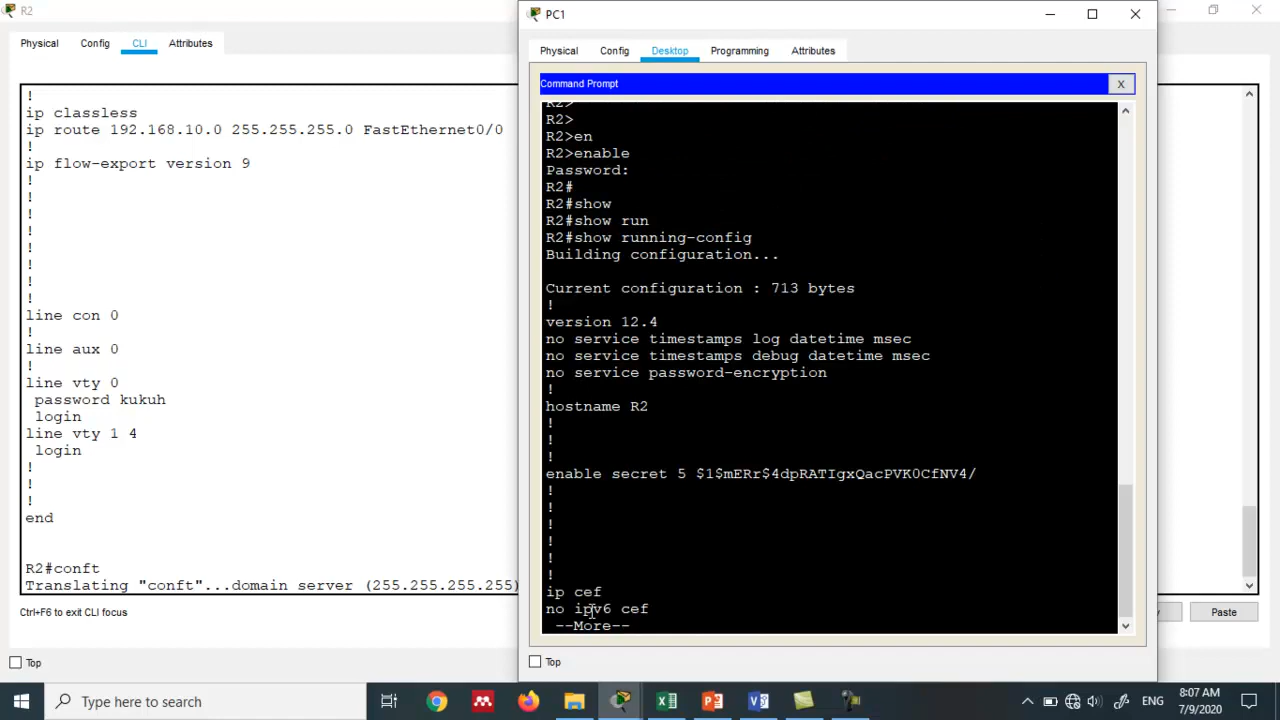 R2
Physical
Config
CLI
Attributes
!
ip classless
ip route 192.168.10.0 255.255.255.0 FastEthernet0/0
!
ip flow-export version 9
!
!
!
!
!
!
!
!
line con 0
!
line aux 0
!
line vty 0
password kukuh
login
line vty 1 4
login
!
!
!
end
R2#conft
Translating "conft"...domain server (255.255.255.255)
Ctrl+F6 to exit CLI focus
Paste
Top
PC1
Physical
Config
Desktop
Programming
Attributes
Command Prompt
X
R2>
R2>
R2>en
R2>enable
Password:
R2#
R2#show
R2#show run
R2#show running-config
Building configuration...
Current configuration : 713 bytes
!
version 12.4
no service timestamps log datetime msec
no service timestamps debug datetime msec
no service password-encryption
!
hostname R2
!
!
!
enable secret 5 $1$mERr$4dpRATIgxQacPVK0CfNV4/
!
!
!
!
!
!
ip cef
no ipv6 cef
--More--
Top
Type here to search
ENG
8:07 AM
7/9/2020